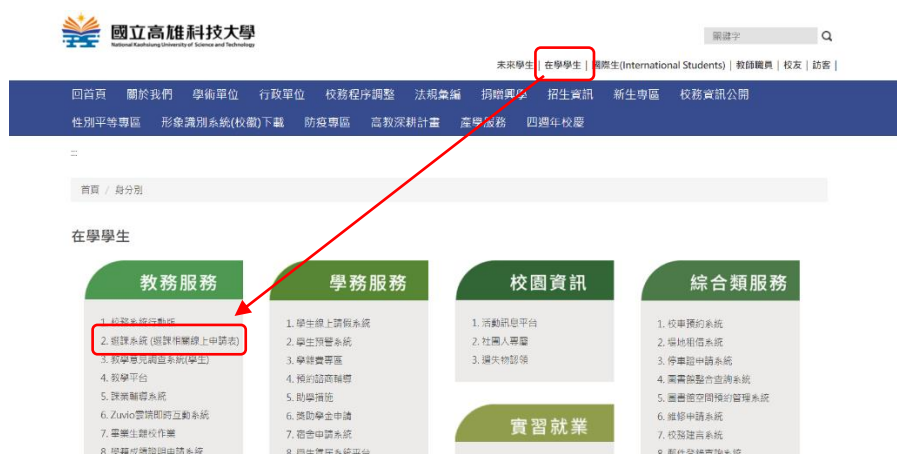 國立高雄科技大學
National Kaohsiung University of Science and Technology
關鍵字
未來學生 | 在學學生 | 國際生(International Students) | 教師職員 | 校友 | 訪客 |
回首頁 關於我們 學術單位 行政單位 校務程序調整 法規彙編 捐贈興學 招生資訊 新生專區 校務資訊公開
性別平等專區 形象識別系統(校徽)下載 防疫專區 高教深耕計畫 產學服務 四週年校慶
:::
首頁 / 身分別
在學學生
教務服務
1. 校務系統行動版
2. 選課系統 (選課相關線上申請表)
3. 教學意見調查系統(學生)
4. 教學平台
5. 課業輔導系統
6. Zuvio雲端即時互動系統
7. 畢業生離校作業
8. 學籍成績證明申請系統
學務服務
1. 學生線上請假系統
2. 學生預警系統
3. 學雜費專區
4. 預約諮商輔導
5. 助學措施
6. 獎助學金申請
7. 宿舍申請系統
校園資訊
1. 活動訊息平台
2. 社團人專屬
3. 遺失物認領
實習就業
綜合類服務
1. 校車預約系統
2. 場地租借系統
3. 停車證申請系統
4. 圖書館整合查詢系統
5. 圖書館空間預約管理系統
6. 維修申請系統
7. 校務建言系統